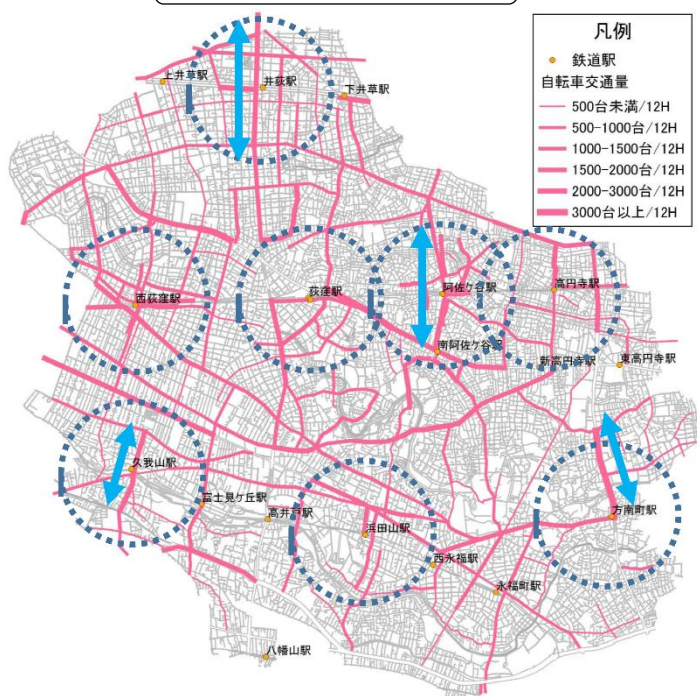 凡例
鉄道駅
自転車交通量
500台未満/12H
500-1000台/12H
1000-1500台/12H
1500-2000台/12H
2000-3000台/12H
3000台以上/12H
上井草駅
井荻駅
下井草駅
西荻窪駅
荻窪駅
阿佐ケ谷駅
高円寺駅
南阿佐ケ谷駅
新高円寺駅
東高円寺駅
久我山駅
富士見ケ丘駅
高井戸駅
浜田山駅
西永福駅
永福町駅
方南町駅
八幡山駅